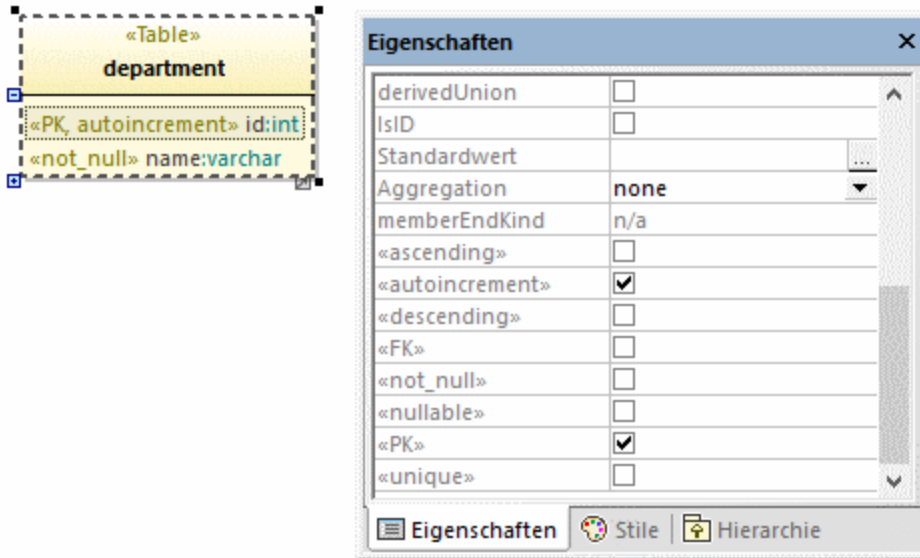 «Table»
department
«PK, autoincrement» id:int
«not_null» name:varchar
Eigenschaften
derivedUnion
IsID
Standardwert ...
Aggregation none
memberEndKind n/a
«ascending»
«autoincrement»
«descending»
«FK»
«not_null»
«nullable»
«PK»
«unique»
Eigenschaften Stile Hierarchie